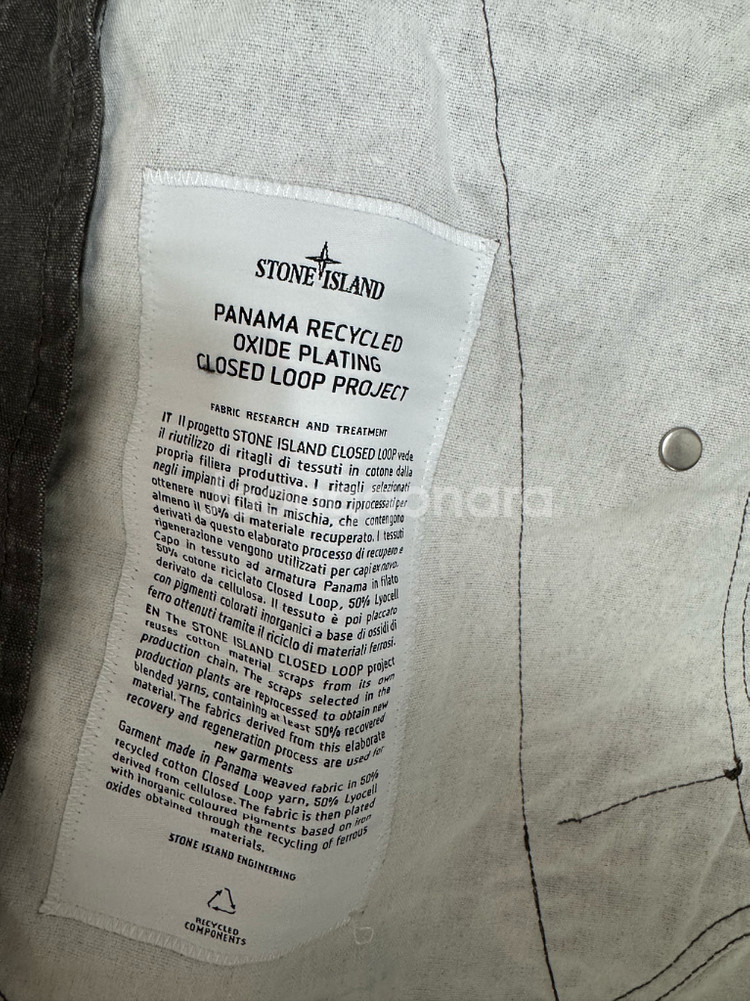 STONE ISLAND
PANAMA RECYCLED
OXIDE PLATING
CLOSED LOOP PROJECT
FABRIC RESEARCH AND TREATMENT
IT Il progetto STONE ISLAND CLOSED LOOP vede
il riutilizzo di ritagli di tessuti in cotone dalla
propria filiera produttiva. I ritagli selezionati
negli impianti di produzione sono riprocessati per
ottenere nuovi filati in mischia, che contengono
almeno il 50% di materiale recuperato. I tessuti
derivati da questo elaborato processo di recupero e
rigenerazione vengono utilizzati per capi ex novo.
Capo in tessuto ad armatura Panama in filato
50% cotone riciclato Closed Loop, 50% Lyocell
derivato da cellulosa. Il tessuto è poi placcato
con pigmenti colorati inorganici a base di ossidi di
ferro ottenuti tramite il riciclo di materiali ferrosi.
EN The STONE ISLAND CLOSED LOOP project
reuses cotton material scraps from its own
production chain. The scraps selected in the
production plants are reprocessed to obtain new
blended yarns, containing at least 50% recovered
material. The fabrics derived from this elaborate
recovery and regeneration process are used for
new garments
Garment made in Panama weaved fabric in 50%
recycled cotton Closed Loop yarn, 50% Lyocell
derived from cellulose. The fabric is then plated
with inorganic coloured pigments based on iron
oxides obtained through the recycling of ferrous
materials.
STONE ISLAND ENGINEERING
RECYCLED
COMPONENTS